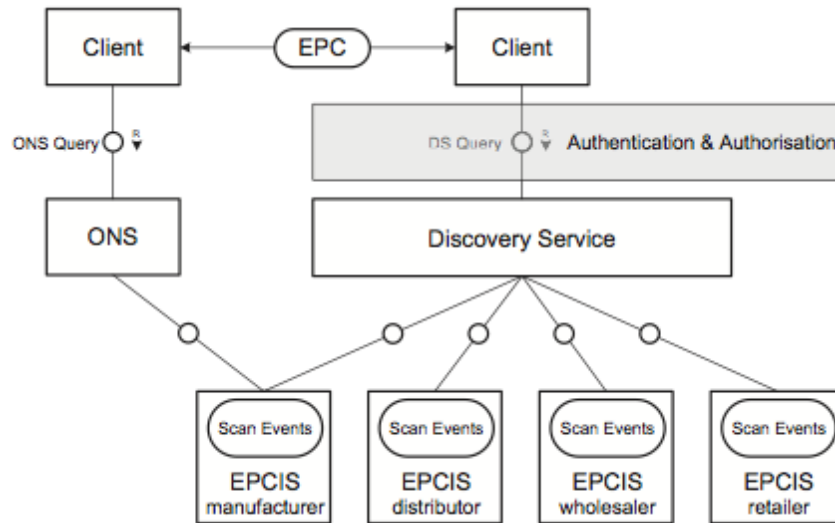 Client
EPC
Client
ONS Query
R
DS Query
R
Authentication & Authorisation
ONS
Discovery Service
Scan Events
EPCIS
manufacturer
Scan Events
EPCIS
distributor
Scan Events
EPCIS
wholesaler
Scan Events
EPCIS
retailer